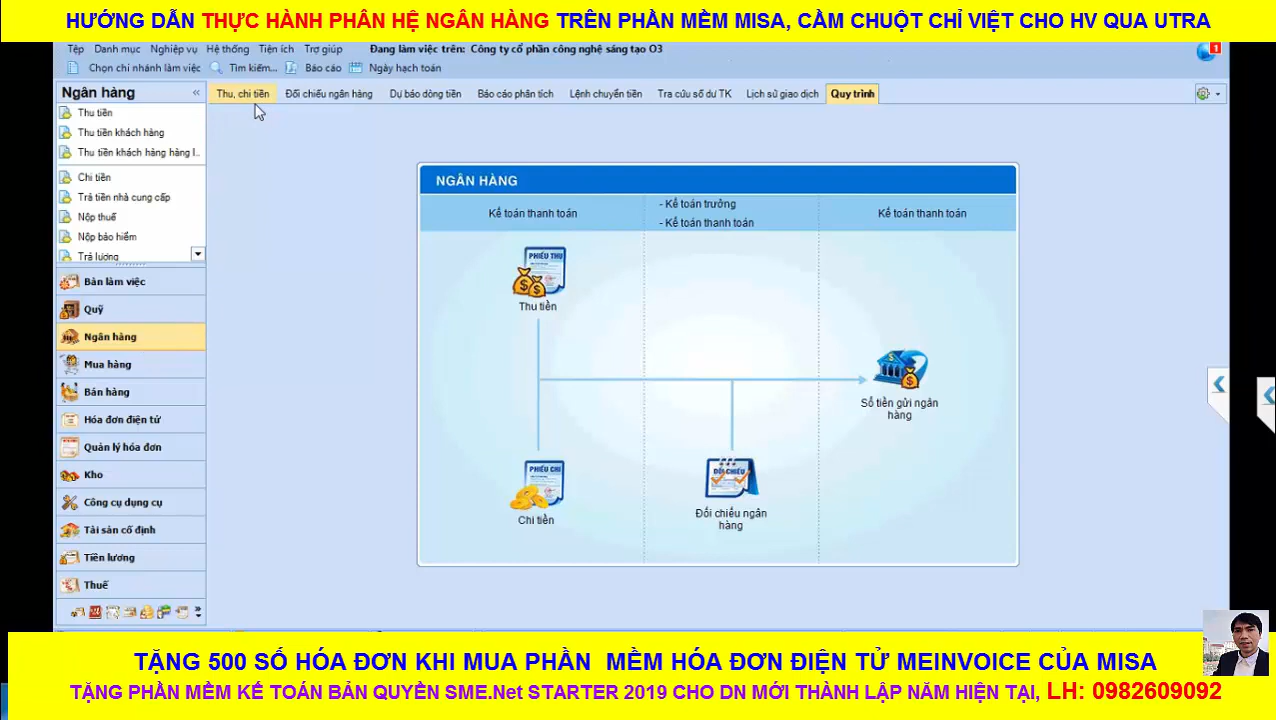 HƯỚNG DẪN THỰC HÀNH PHÂN HỆ NGÂN HÀNG TRÊN PHẦN MỀM MISA, CẦM CHUỘT CHỈ VIỆT CHO HV QUA UTRA
Tệp Danh mục Nghiệp vụ Hệ thống Tiện ích Trợ giúp Đang làm việc trên: Công ty cổ phần công nghệ sáng tạo O3
Chọn chi nhánh làm việc Tìm kiếm... Báo cáo Ngày hạch toán
Ngân hàng «
Thu, chi tiền Đối chiếu ngân hàng Dự báo dòng tiền Báo cáo phân tích Lệnh chuyển tiền Tra cứu số dư TK Lịch sử giao dịch Quy trình
Thu tiền
Thu tiền khách hàng
Thu tiền khách hàng hàng l..
Chi tiền
Trả tiền nhà cung cấp
Nộp thuế
Nộp bảo hiểm
Trả lương
Bàn làm việc
Quỹ
Ngân hàng
Mua hàng
Bán hàng
Hóa đơn điện tử
Quản lý hóa đơn
Kho
Công cụ dụng cụ
Tài sản cố định
Tiền lương
Thuế
NGÂN HÀNG
Kế toán thanh toán
- Kế toán trưởng
- Kế toán thanh toán
Kế toán thanh toán
PHIẾU THU
Thu tiền
Sổ tiền gửi ngân
hàng
PHIẾU CHI
Chi tiền
ĐỐI CHIẾU
Đối chiếu ngân
hàng
1
TẶNG 500 SỐ HÓA ĐƠN KHI MUA PHẦN MỀM HÓA ĐƠN ĐIỆN TỬ MEINVOICE CỦA MISA
TẶNG PHẦN MỀM KẾ TOÁN BẢN QUYỀN SME.Net STARTER 2019 CHO DN MỚI THÀNH LẬP NĂM HIỆN TẠI, LH: 0982609092